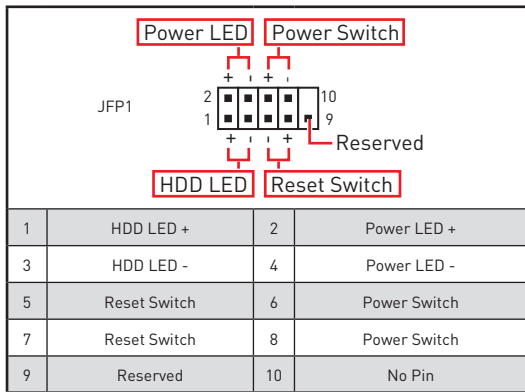 Power LED Power Switch
+ - + -
JFP1
2 10
1 9
+ - - +
Reserved
HDD LED Reset Switch
1 HDD LED + 2 Power LED +
3 HDD LED - 4 Power LED -
5 Reset Switch 6 Power Switch
7 Reset Switch 8 Power Switch
9 Reserved 10 No Pin